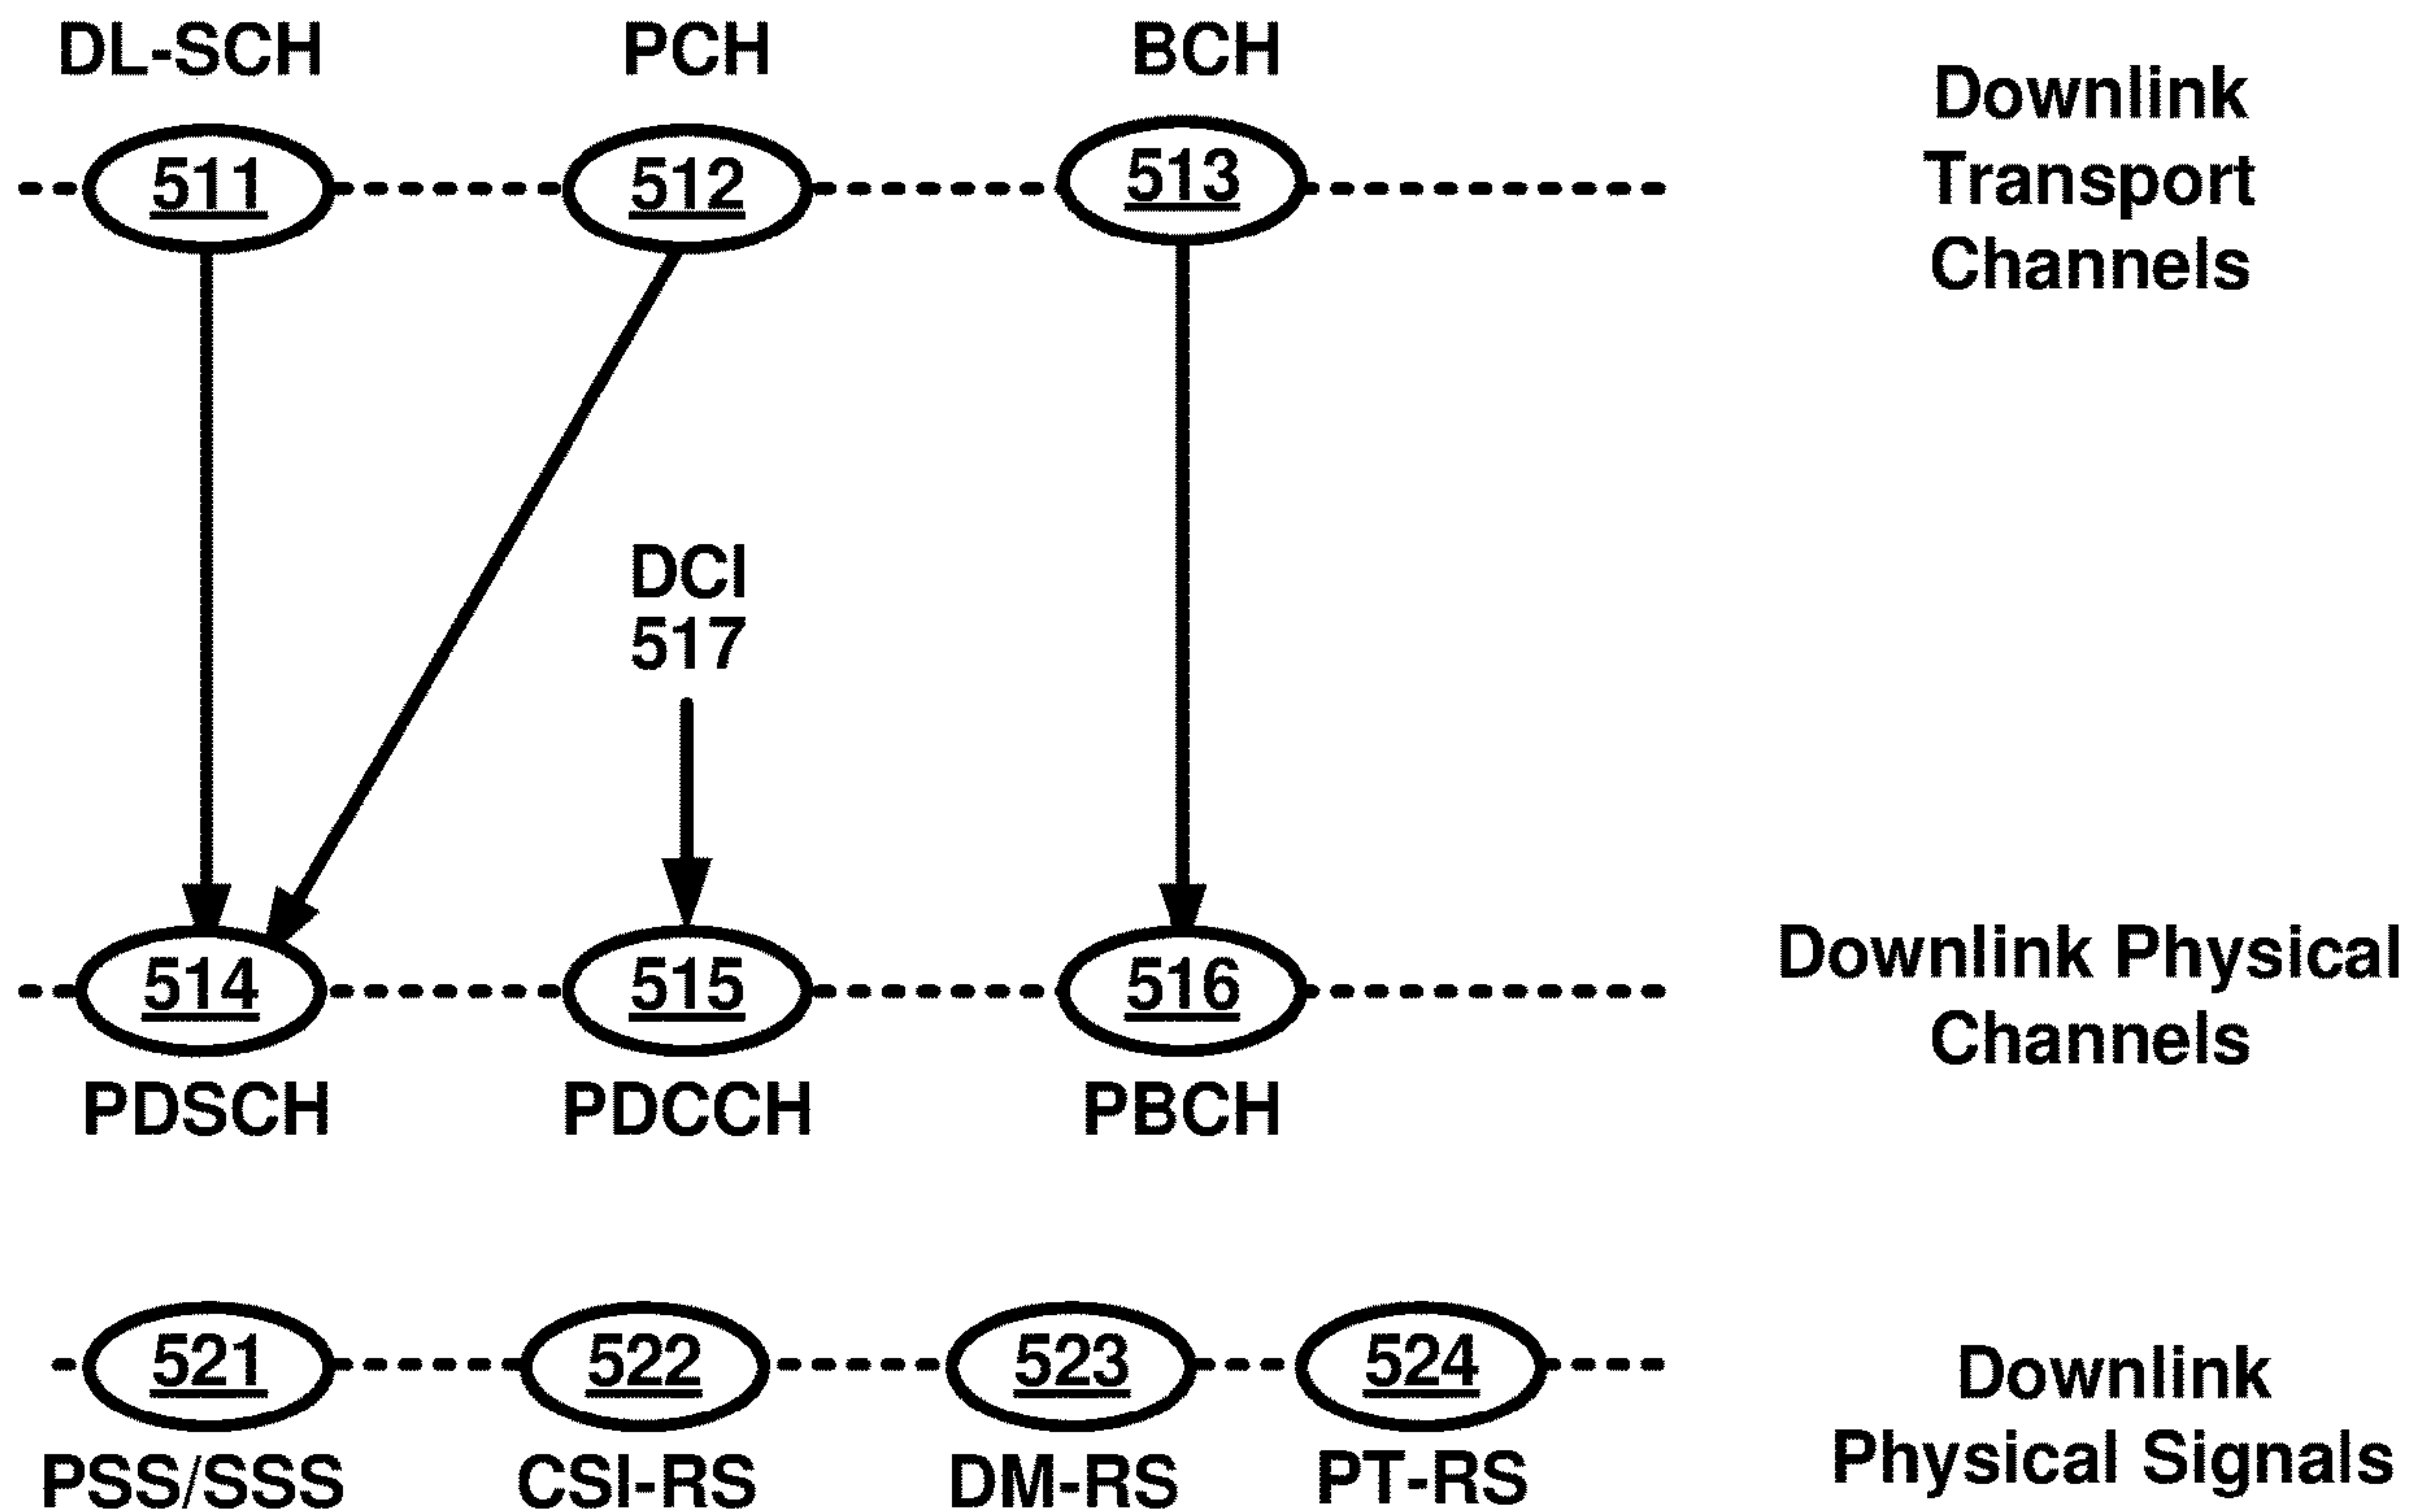 DL-SCH
PCH
BCH
511
512
513
Downlink
Transport
Channels
DCI
517
514
515
516
Downlink Physical
Channels
PDSCH
PDCCH
PBCH
521
522
523
524
Downlink
Physical Signals
PSS/SSS
CSI-RS
DM-RS
PT-RS